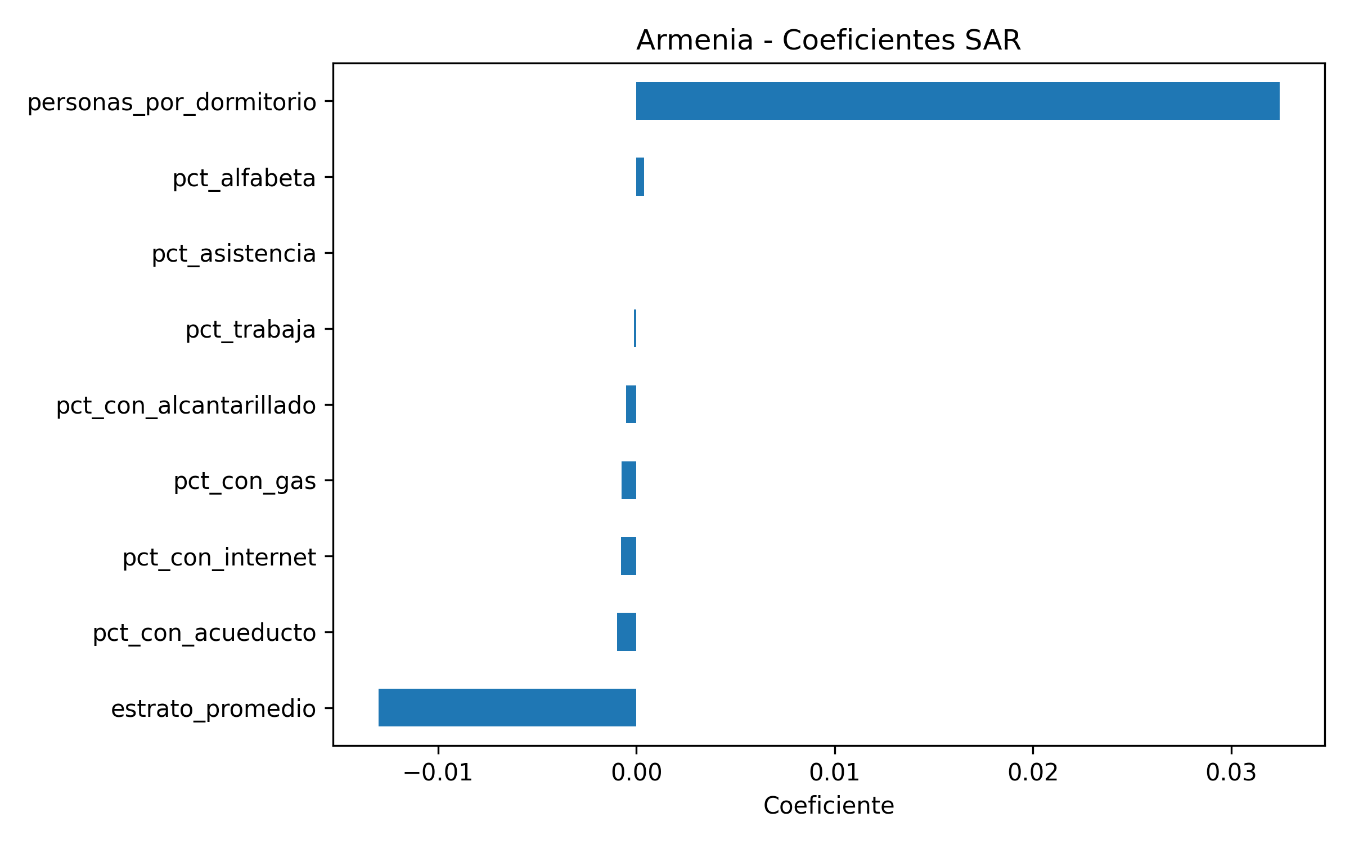 Armenia - Coeficientes SAR
personas_por_dormitorio
pct_alfabeta
pct_asistencia
pct_trabaja
pct_con_alcantarillado
pct_con_gas
pct_con_internet
pct_con_acueducto
estrato_promedio
−0.01 0.00 0.01 0.02 0.03
Coeficiente